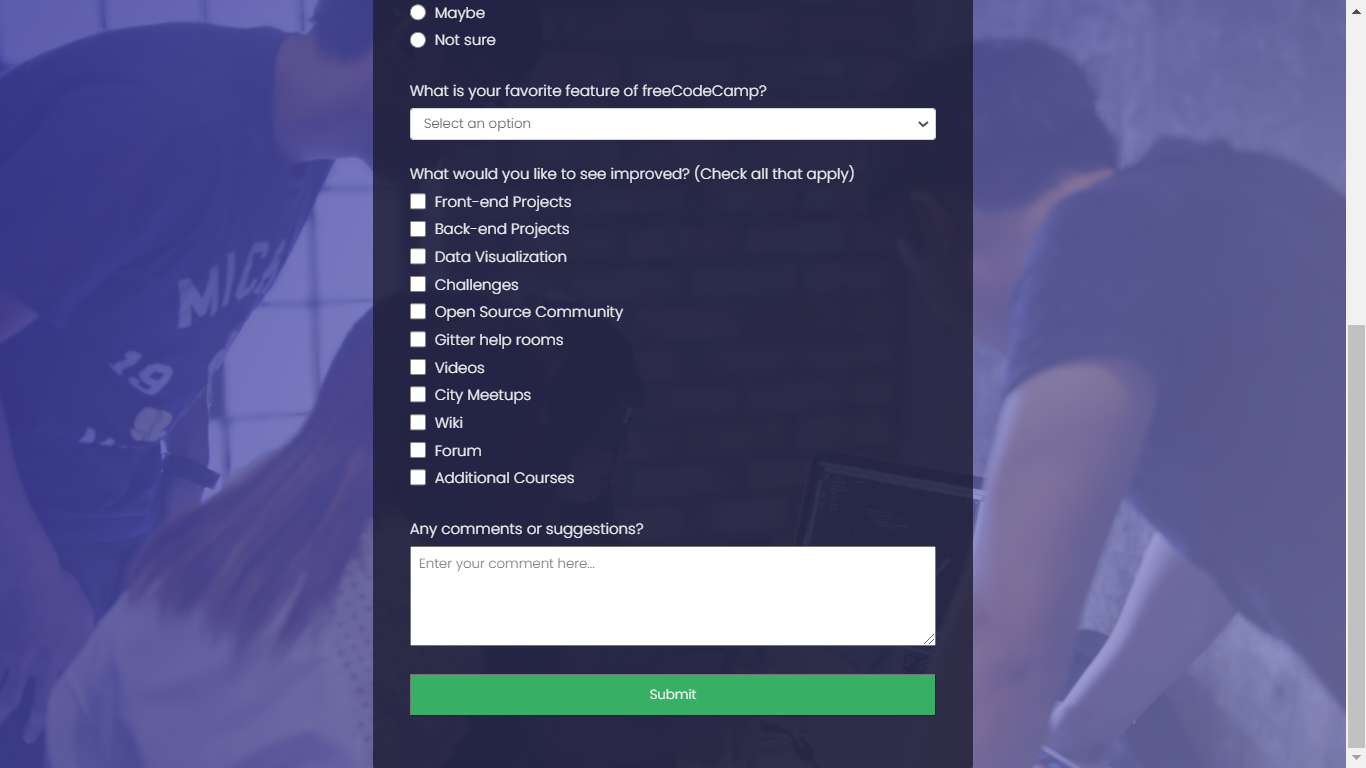 Maybe
Not sure
What is your favorite feature of freeCodeCamp?
Select an option
What would you like to see improved? (Check all that apply)
Front-end Projects
Back-end Projects
Data Visualization
Challenges
Open Source Community
Gitter help rooms
Videos
City Meetups
Wiki
Forum
Additional Courses
Any comments or suggestions?
Enter your comment here...
Submit
MICH
19